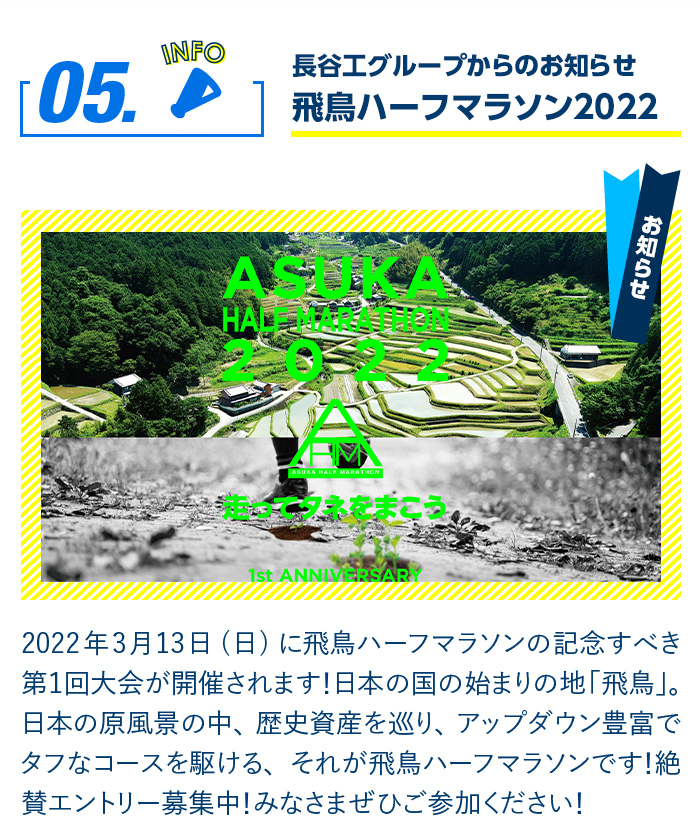 05.
INFO
長谷工グループからのお知らせ
飛鳥ハーフマラソン2022
お知らせ
ASUKA
HALF MARATHON
2022
AHM
ASUKA HALF MARATHON
走ってタネをまこう
1st ANNIVERSARY
2022年3月13日（日）に飛鳥ハーフマラソンの記念すべき
第1回大会が開催されます!日本の国の始まりの地「飛鳥」。
日本の原風景の中、歴史資産を巡り、アップダウン豊富で
タフなコースを駆ける、それが飛鳥ハーフマラソンです!絶
賛エントリー募集中!みなさまぜひご参加ください!